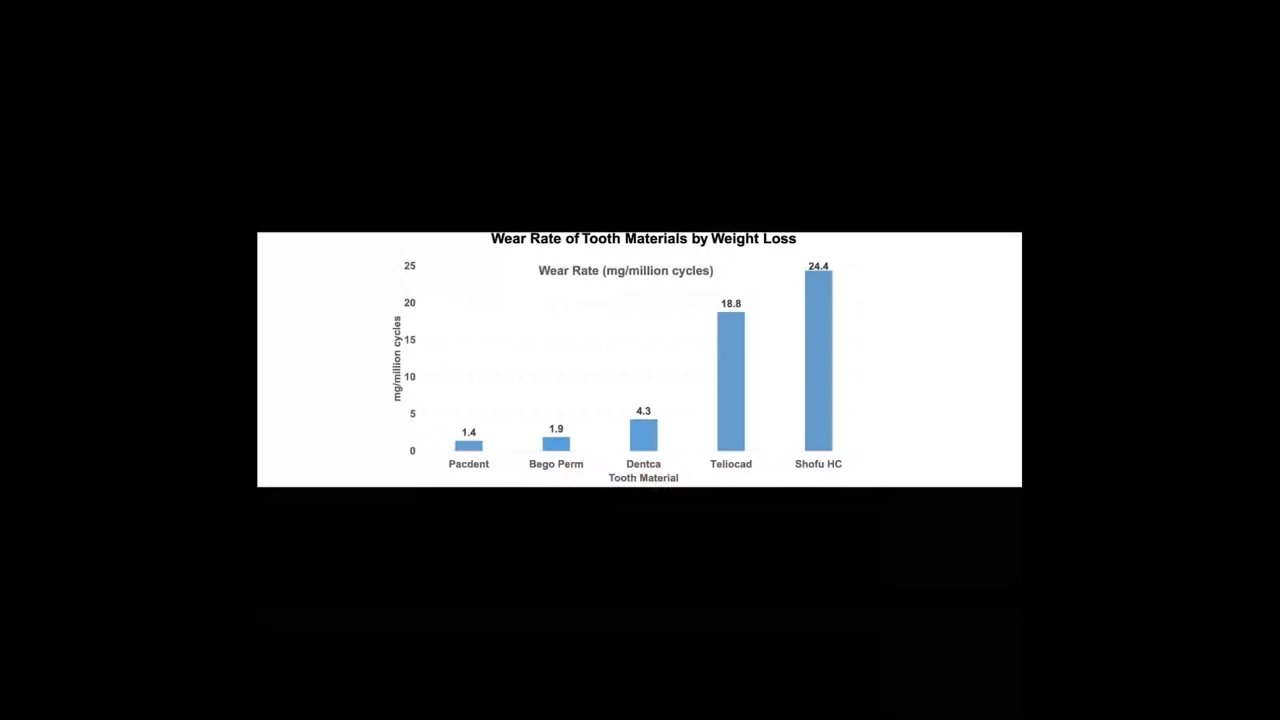 Wear Rate of Tooth Materials by Weight Loss
Wear Rate (mg/million cycles)
mg/million cycles
25
20
15
10
5
0
1.4
1.9
4.3
18.8
24.4
Pacdent
Bego Perm
Dentca
Teliocad
Shofu HC
Tooth Material